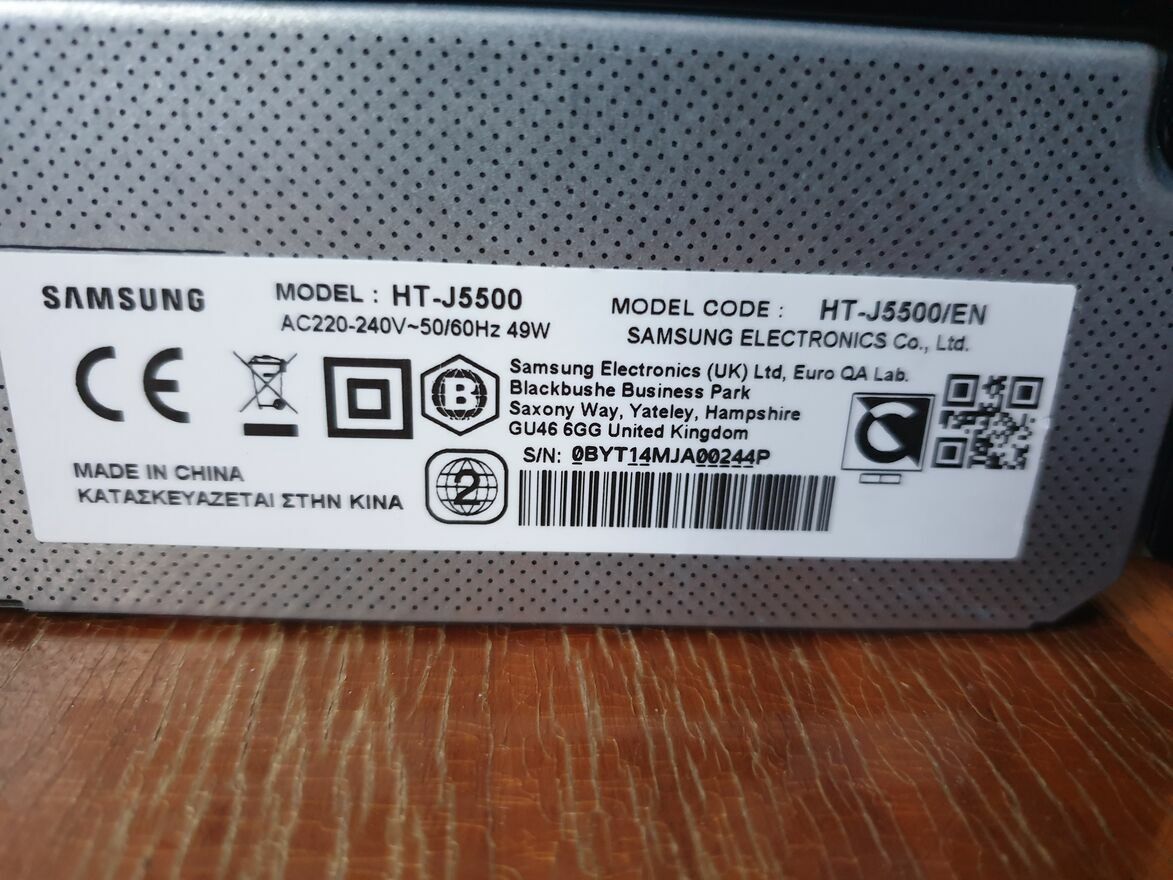 SAMSUNG
MODEL : HT-J5500
AC220-240V~50/60Hz 49W
MODEL CODE : HT-J5500/EN
SAMSUNG ELECTRONICS Co., Ltd.
CE
B
Samsung Electronics (UK) Ltd, Euro QA Lab.
Blackbushe Business Park
Saxony Way, Yateley, Hampshire
GU46 6GG United Kingdom
S/N: 0BYT14MJA00244P
MADE IN CHINA
ΚΑΤΑΣΚΕΥΑΖΕΤΑΙ ΣΤΗΝ ΚΙΝΑ
2